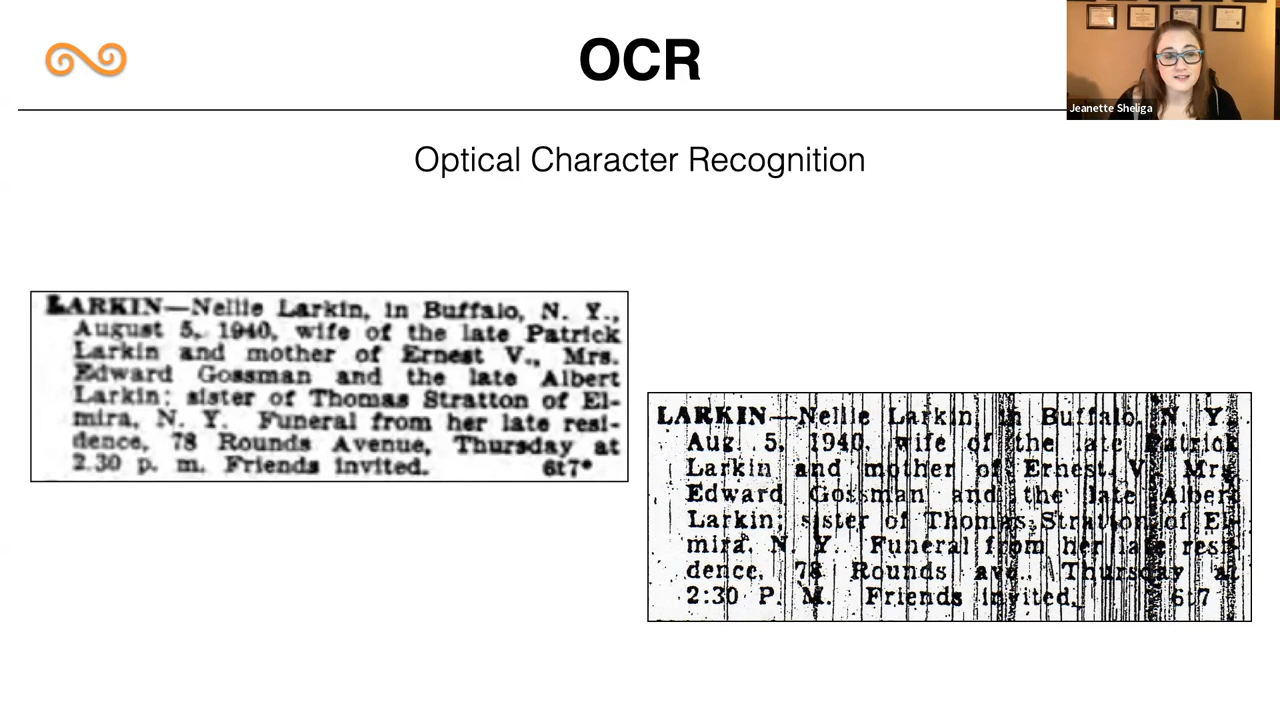 OCR
Jeanette Sheliga
Optical Character Recognition
LARKIN—Nellie Larkin, in Buffalo, N. Y.,
August 5, 1940, wife of the late Patrick
Larkin and mother of Ernest V., Mrs.
Edward Gossman and the late Albert
Larkin; sister of Thomas Stratton of El-
mira, N. Y. Funeral from her late resi-
dence, 78 Rounds Avenue, Thursday at
2.30 p. m. Friends invited. 6t7*
LARKIN—Nellie Larkin, in Buffalo, N. Y.
Aug. 5, 1940, wife of the late Patrick
Larkin and mother of Ernest V. Mrs.
Edward Gossman and the late Albert
Larkin; sister of Thomas Stratton of El-
mira, N. Y. Funeral from her late resi-
dence, 78 Rounds ave., Thursday at
2:30 P. M. Friends invited. 6t7